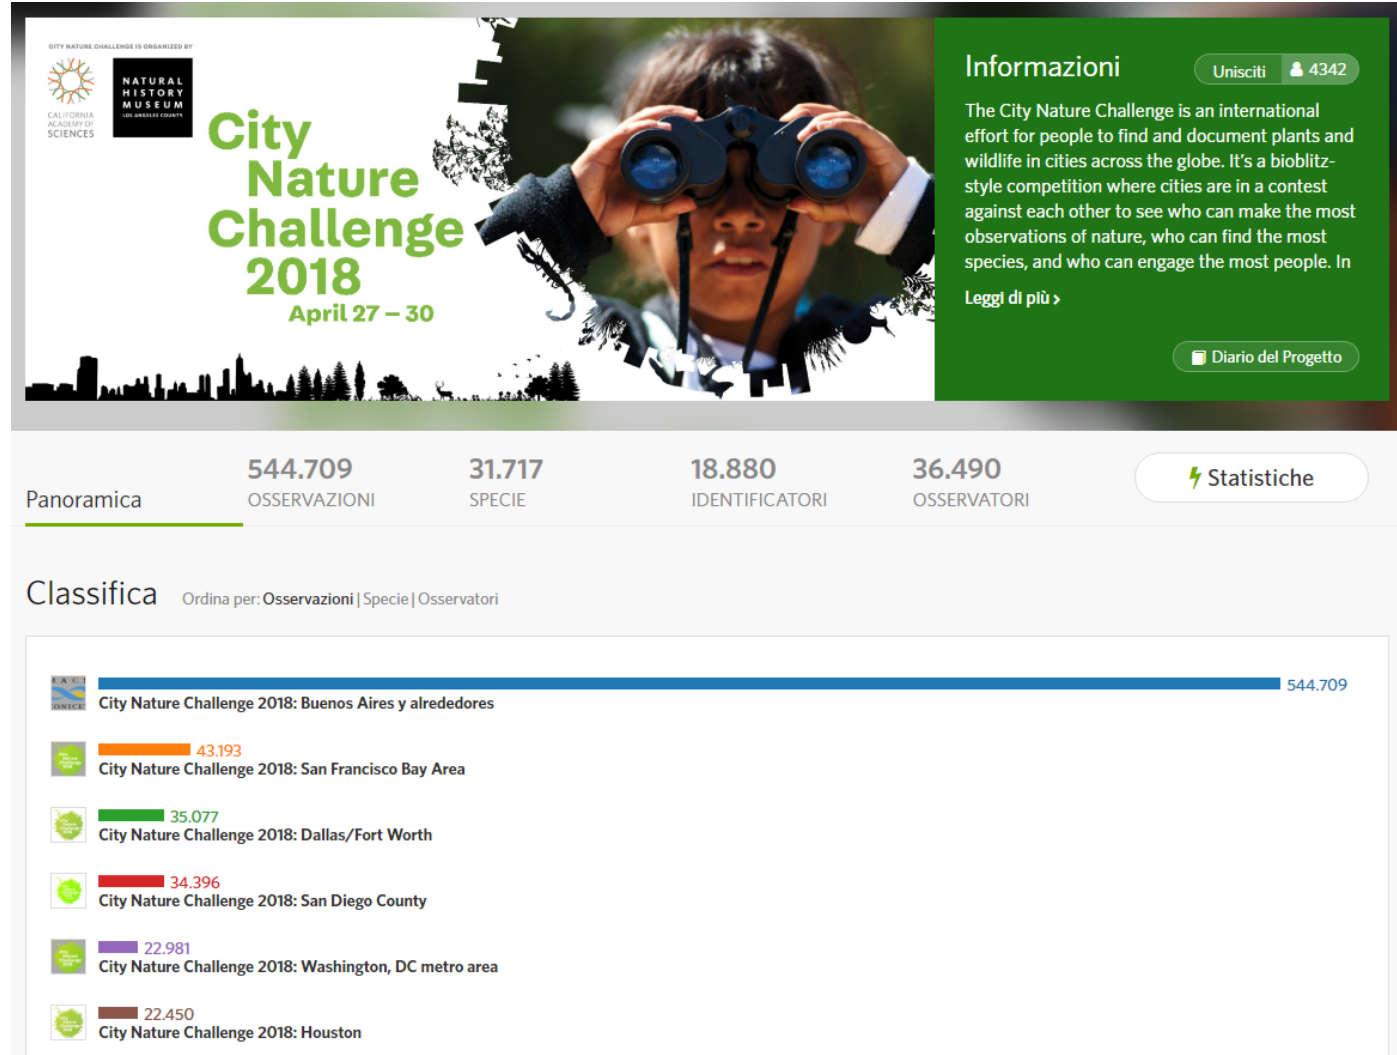 CITY NATURE CHALLENGE IS ORGANIZED BY
CALIFORNIA
ACADEMY OF
SCIENCES
NATURAL
HISTORY
MUSEUM
LOS ANGELES COUNTY
City
Nature
Challenge
2018
April 27 – 30
Informazioni
Unisciti 4342
The City Nature Challenge is an international
effort for people to find and document plants and
wildlife in cities across the globe. It's a bioblitz-
style competition where cities are in a contest
against each other to see who can make the most
observations of nature, who can find the most
species, and who can engage the most people. In
Leggi di più ›
Diario del Progetto
Panoramica
544.709
OSSERVAZIONI
31.717
SPECIE
18.880
IDENTIFICATORI
36.490
OSSERVATORI
Statistiche
Classifica Ordina per: Osservazioni | Specie | Osservatori
544.709
City Nature Challenge 2018: Buenos Aires y alrededores
43.193
City Nature Challenge 2018: San Francisco Bay Area
35.077
City Nature Challenge 2018: Dallas/Fort Worth
34.396
City Nature Challenge 2018: San Diego County
22.981
City Nature Challenge 2018: Washington, DC metro area
22.450
City Nature Challenge 2018: Houston